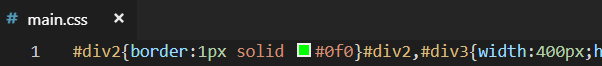 # main.css ×
1 #div2{border:1px solid #0f0}#div2,#div3{width:400px;h